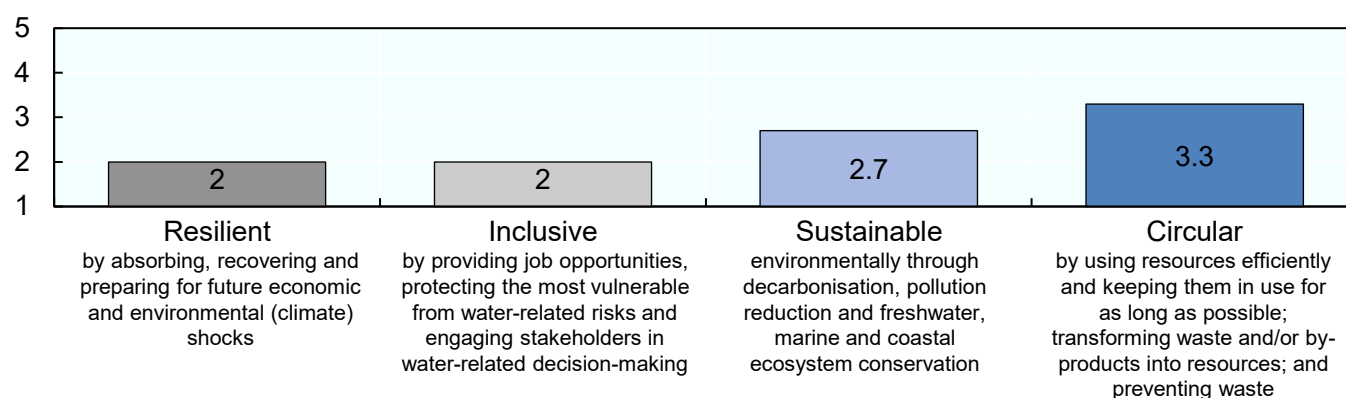 5
4
3
2
1
2
2
2.7
3.3
Resilient
by absorbing, recovering and
preparing for future economic
and environmental (climate)
shocks
Inclusive
by providing job opportunities,
protecting the most vulnerable
from water-related risks and
engaging stakeholders in
water-related decision-making
Sustainable
environmentally through
decarbonisation, pollution
reduction and freshwater,
marine and coastal
ecosystem conservation
Circular
by using resources efficiently
and keeping them in use for
as long as possible;
transforming waste and/or by-
products into resources; and
preventing waste